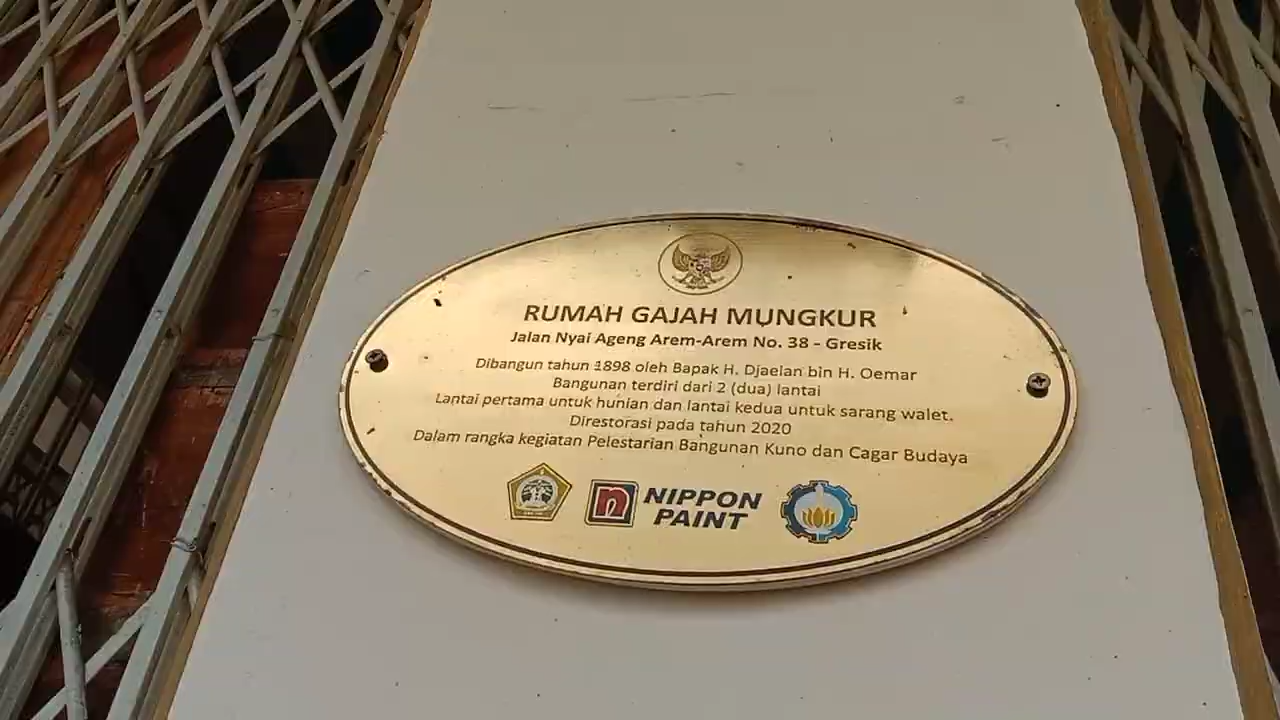 RUMAH GAJAH MUNGKUR
Jalan Nyai Ageng Arem-Arem No. 38 - Gresik
Dibangun tahun 1898 oleh Bapak H. Djaelan bin H. Oemar
Bangunan terdiri dari 2 (dua) lantai
Lantai pertama untuk hunian dan lantai kedua untuk sarang walet.
Direstorasi pada tahun 2020
Dalam rangka kegiatan Pelestarian Bangunan Kuno dan Cagar Budaya
n NIPPON
PAINT